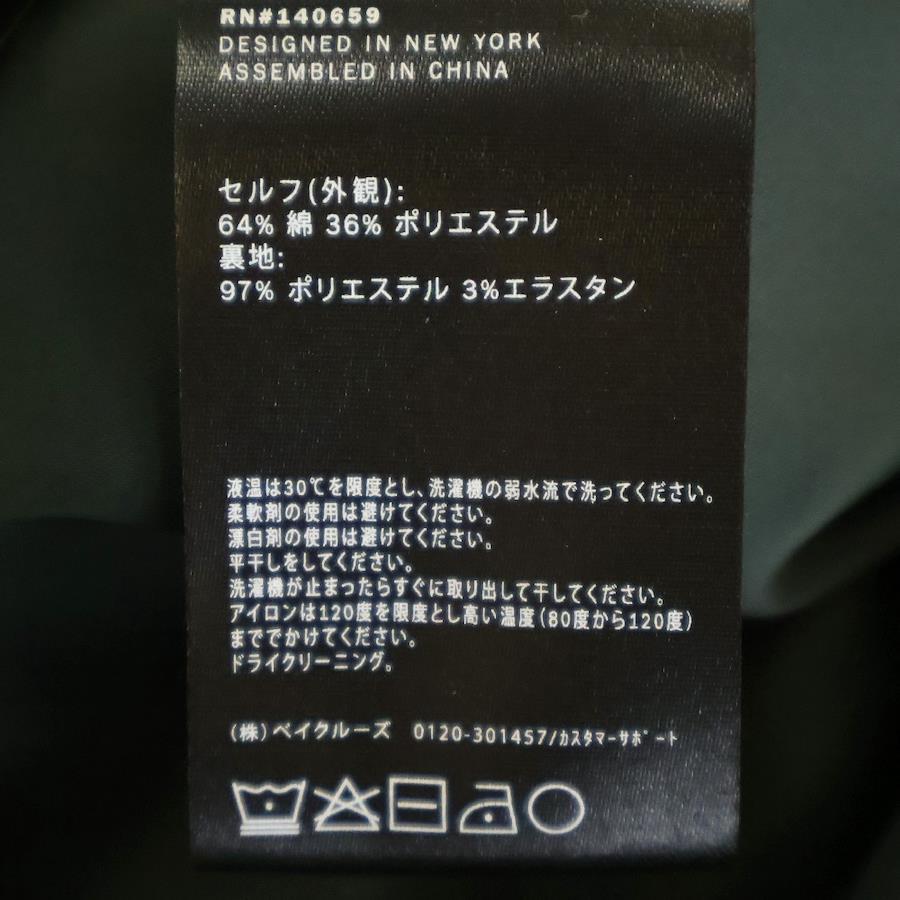 RN#140659
DESIGNED IN NEW YORK
ASSEMBLED IN CHINA
セルフ(外観):
64% 綿 36% ポリエステル
裏地:
97% ポリエステル 3%エラスタン
液温は30℃を限度とし、洗濯機の弱水流で洗ってください。
柔軟剤の使用は避けてください。
漂白剤の使用は避けてください。
平干しをしてください。
洗濯機が止まったらすぐに取り出して干してください。
アイロンは120度を限度とし高い温度(80度から120度)
まででかけてください。
ドライクリーニング。
(株)ベイクルーズ 0120-301457/ｶｽﾀﾏｰｻﾎﾟｰﾄ